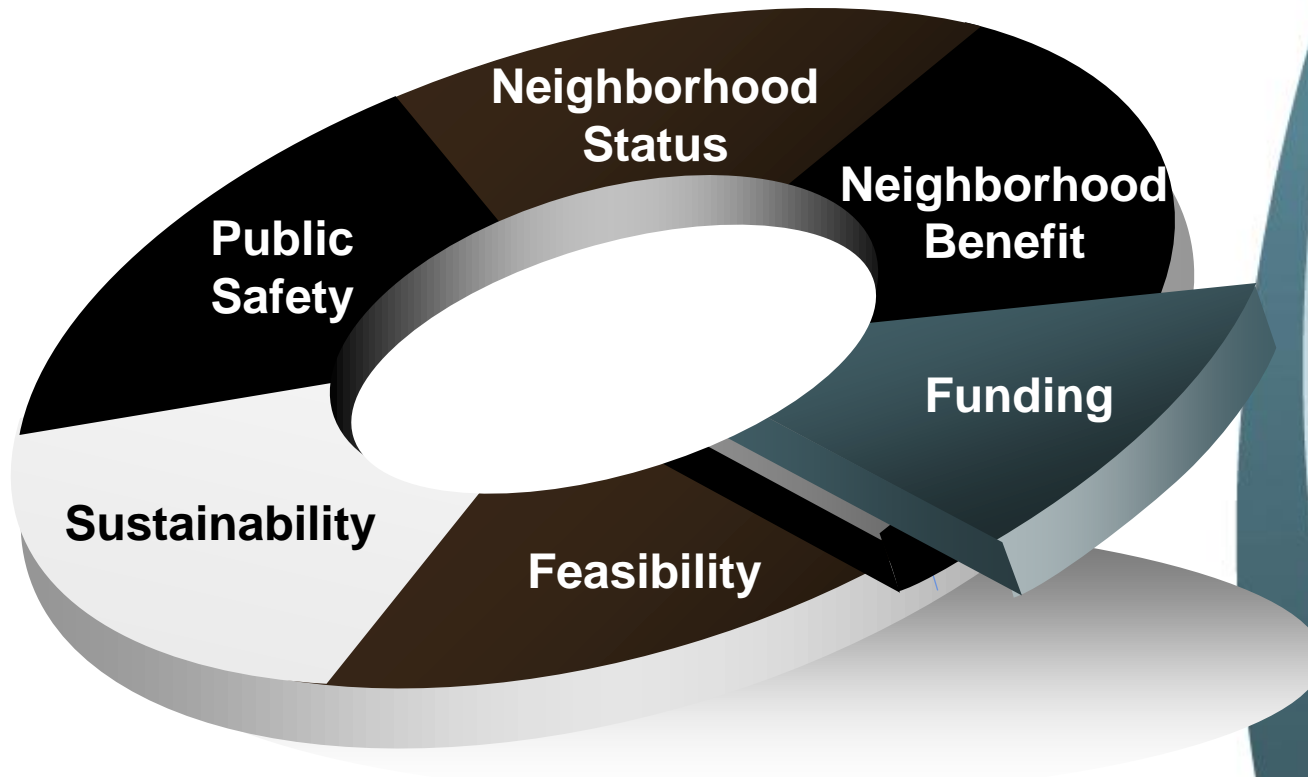 Neighborhood
Status
Neighborhood
Benefit
Public
Safety
Funding
Sustainability
Feasibility